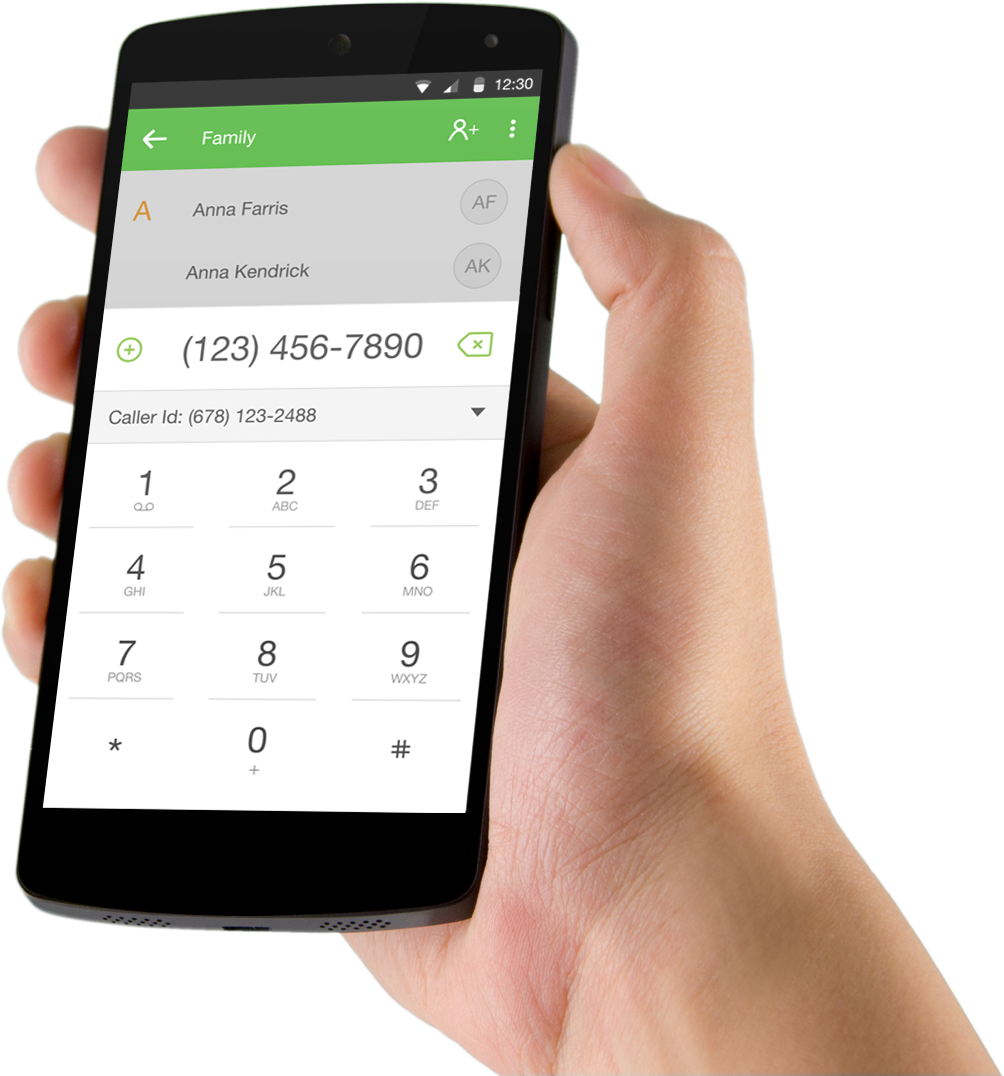 12:30
Family
A Anna Farris AF
Anna Kendrick AK
(123) 456-7890
Caller Id: (678) 123-2488
1 2 3
ABC DEF
4 5 6
GHI JKL MNO
7 8 9
PQRS TUV WXYZ
* 0 #
+